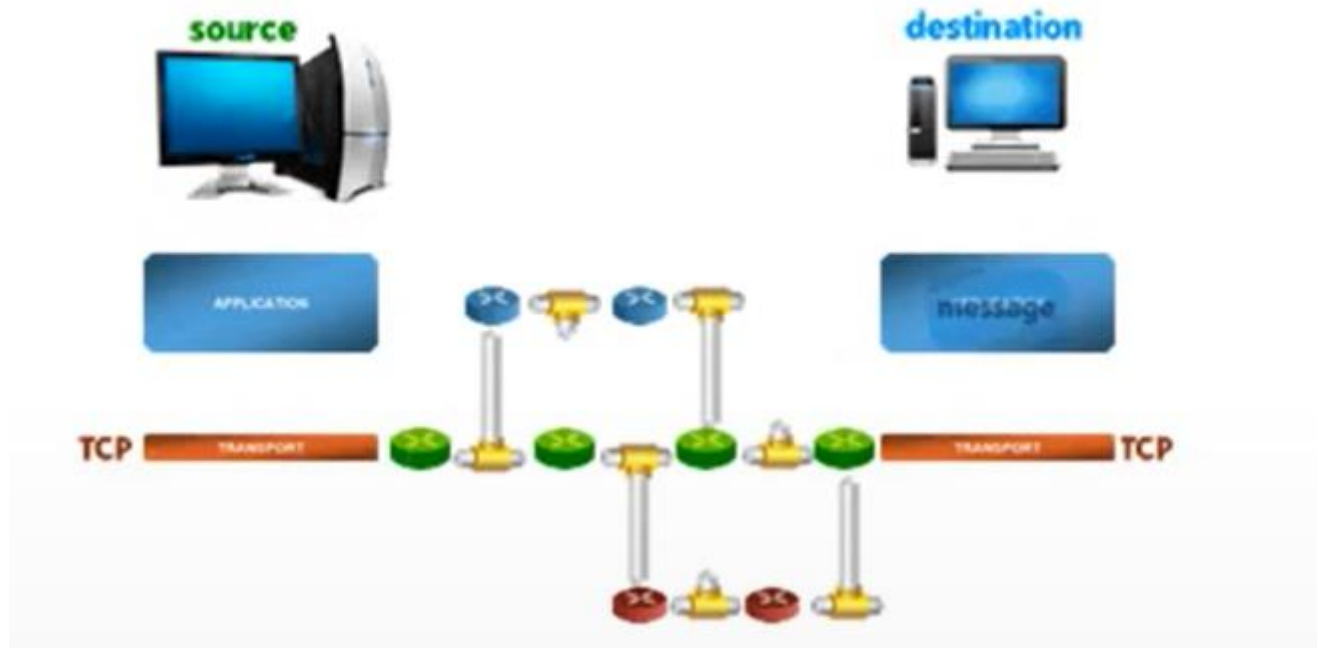 source
destination
APPLICATION
message
TCP
TRANSPORT
TRANSPORT
TCP